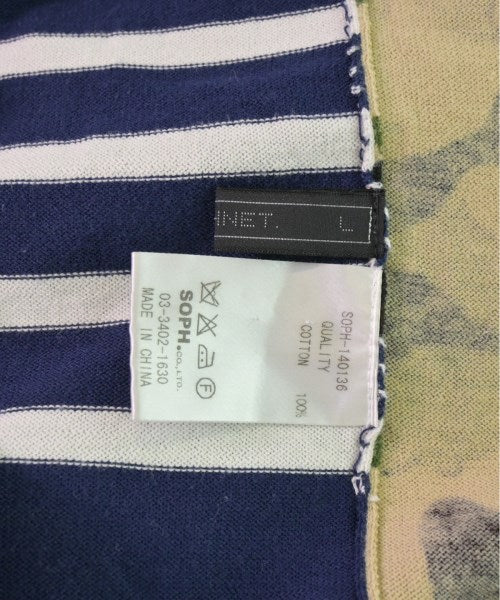 NET. L
SOPH-140136
QUALITY
COTTON 100%
F
SOPH.CO.,LTD.
03-3402-1630
MADE IN CHINA